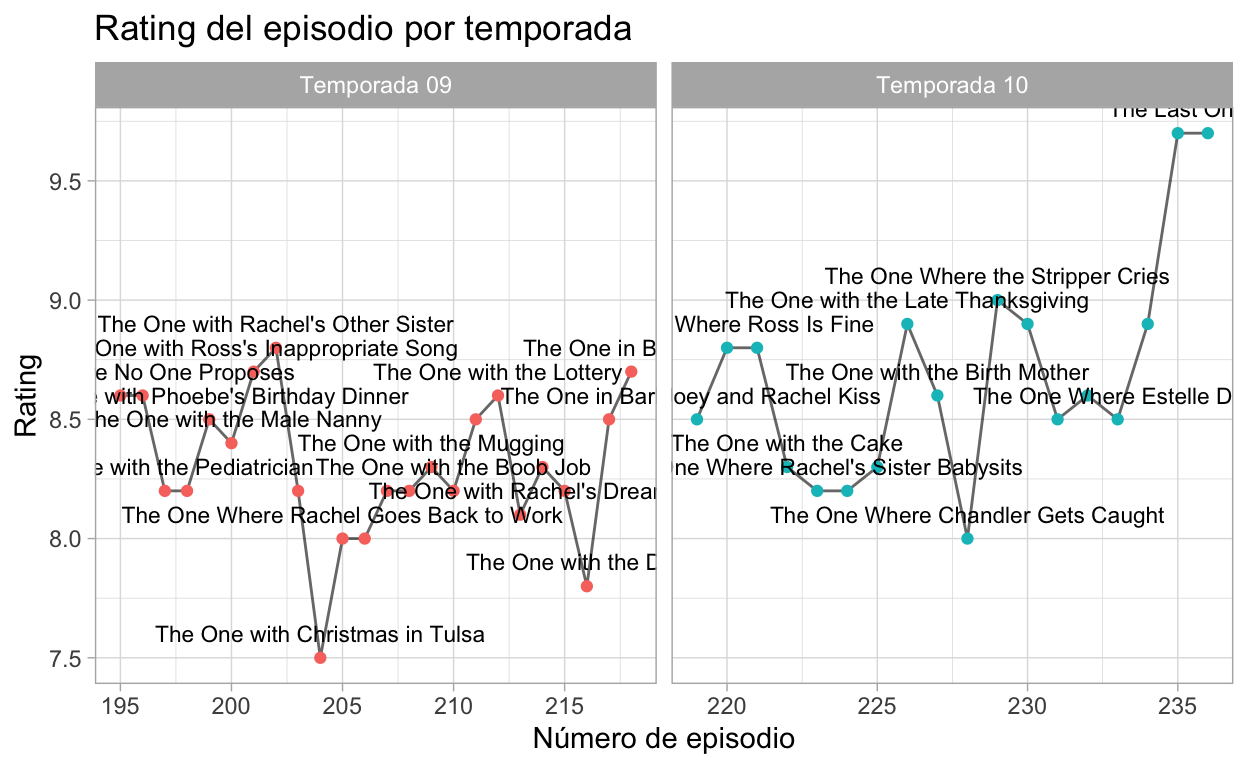 Rating del episodio por temporada
Temporada 09
Temporada 10
Rating
9.5
9.0
8.5
8.0
7.5
The One with Rachel's Other Sister
One with Ross's Inappropriate Song
The One in B
e No One Proposes
The One with the Lottery
e with Phoebe's Birthday Dinner
The One in Bar
he One with the Male Nanny
The One with the Mugging
e with the Pediatrician
The One with the Boob Job
The One with Rachel's Drear
The One Where Rachel Goes Back to Work
The One with the D
The One with Christmas in Tulsa
The Last On
The One Where the Stripper Cries
The One with the Late Thanksgiving
Where Ross Is Fine
The One with the Birth Mother
oey and Rachel Kiss
The One Where Estelle D
The One with the Cake
ne Where Rachel's Sister Babysits
The One Where Chandler Gets Caught
195
200
205
210
215
220
225
230
235
Número de episodio